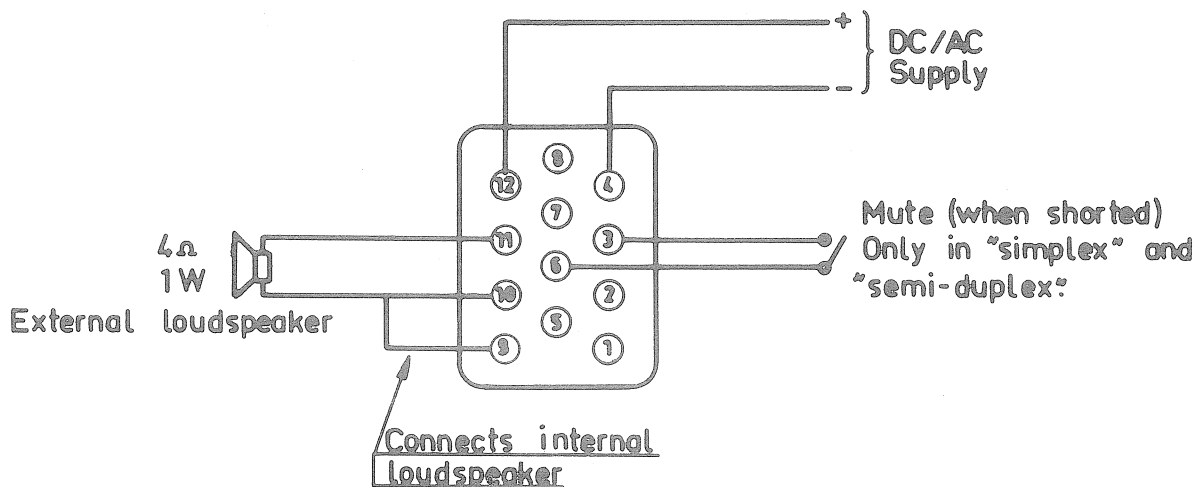 +
DC/AC
Supply
-
8
12
4
7
11
3
6
10
2
5
9
1
Mute (when shorted)
Only in "simplex" and
"semi-duplex".
4Ω
1W
External loudspeaker
Connects internal
loudspeaker